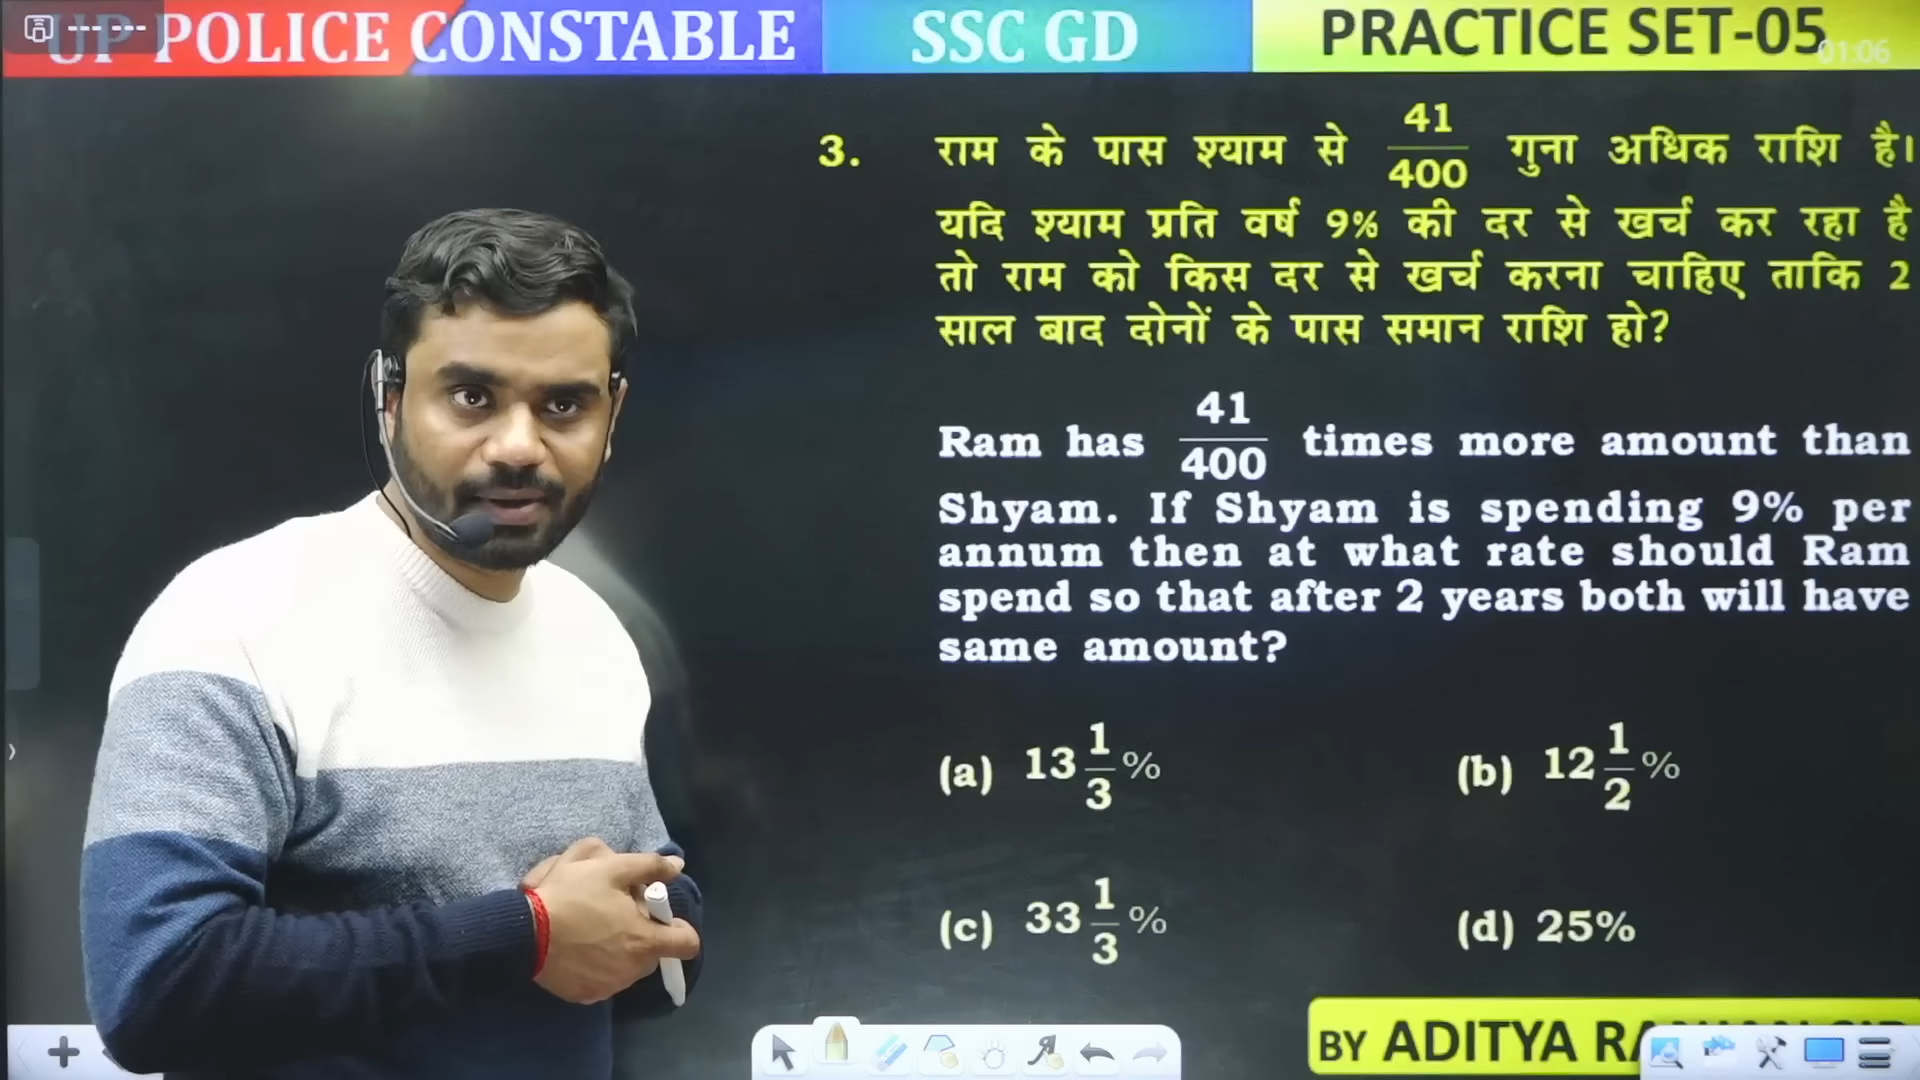 UP POLICE CONSTABLE SSC GD PRACTICE SET-05
01:06
3. राम के पास श्याम से 41/400 गुना अधिक राशि है।
यदि श्याम प्रति वर्ष 9% की दर से खर्च कर रहा है
तो राम को किस दर से खर्च करना चाहिए ताकि 2
साल बाद दोनों के पास समान राशि हो?
Ram has 41/400 times more amount than
Shyam. If Shyam is spending 9% per
annum then at what rate should Ram
spend so that after 2 years both will have
same amount?
(a) 13 1/3 % (b) 12 1/2 %
(c) 33 1/3 % (d) 25%
BY ADITYA